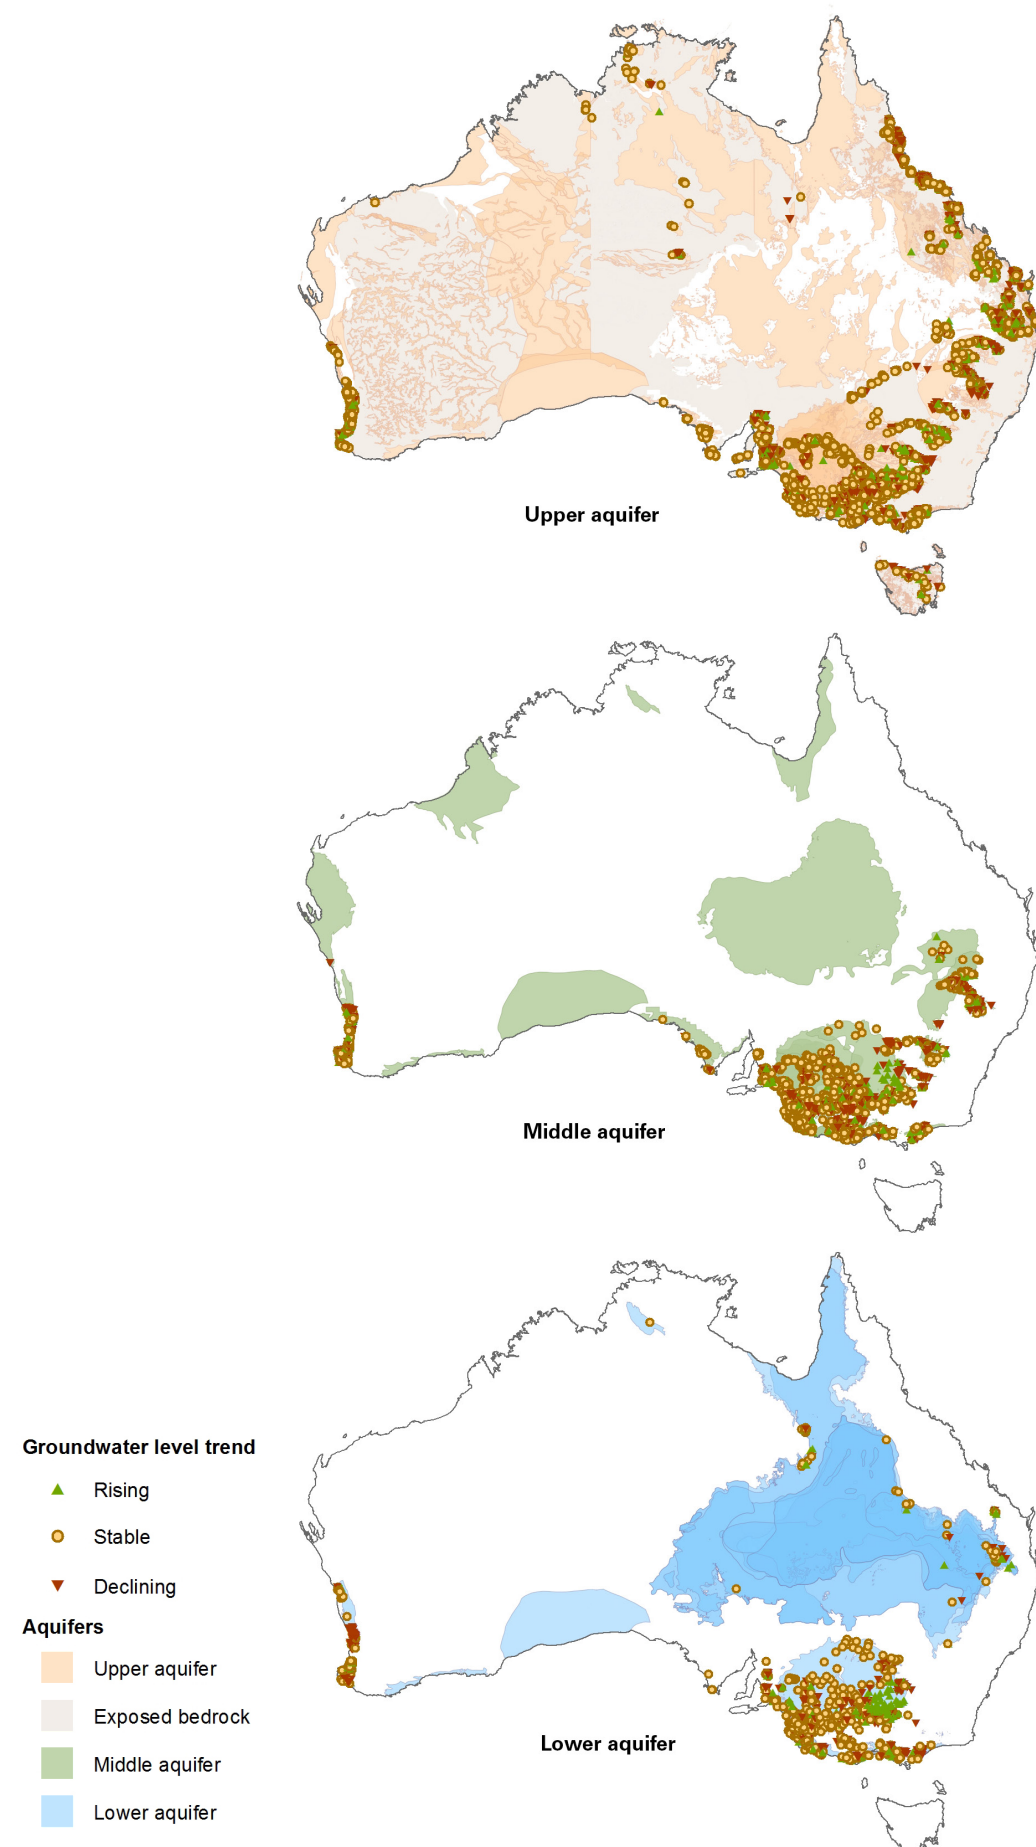 Upper aquifer
Middle aquifer
Groundwater level trend
Rising
Stable
Declining
Aquifers
Upper aquifer
Exposed bedrock
Middle aquifer
Lower aquifer
Lower aquifer